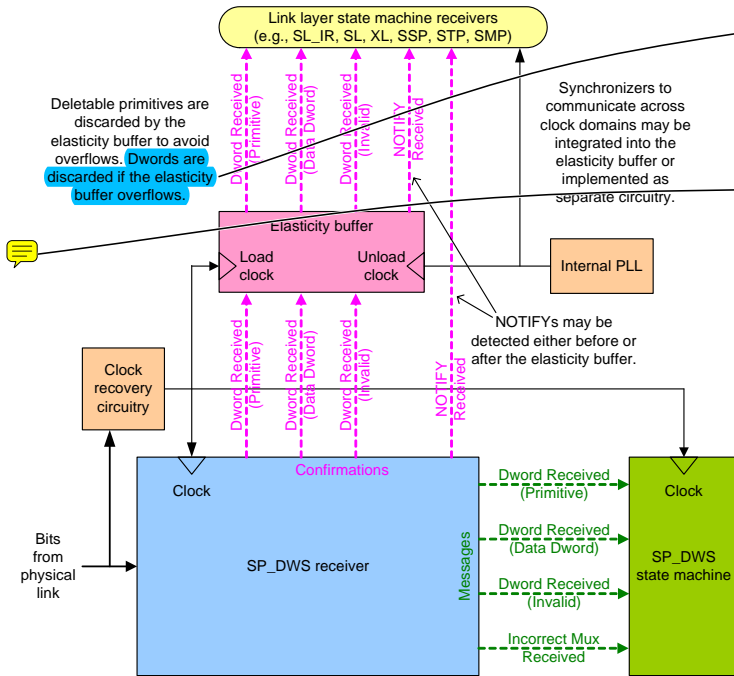 Link layer state machine receivers
(e.g., SL_IR, SL, XL, SSP, STP, SMP)
Deletable primitives are
discarded by the
elasticity buffer to avoid
overflows. Dwords are
discarded if the elasticity
buffer overflows.
Dword Received
(Primitive)
Dword Received
(Data Dword)
Dword Received
(Invalid)
NOTIFY
Received
Synchronizers to
communicate across
clock domains may be
integrated into the
elasticity buffer or
implemented as
separate circuitry.
Elasticity buffer
Load
clock
Unload
clock
Internal PLL
NOTIFYs may be
detected either before or
after the elasticity buffer.
Clock
recovery
circuitry
Dword Received
(Primitive)
Dword Received
(Data Dword)
Dword Received
(Invalid)
NOTIFY
Received
Confirmations
Clock
SP_DWS receiver
Messages
Bits
from
physical
link
Dword Received
(Primitive)
Dword Received
(Data Dword)
Dword Received
(Invalid)
Incorrect Mux
Received
Clock
SP_DWS
state machine